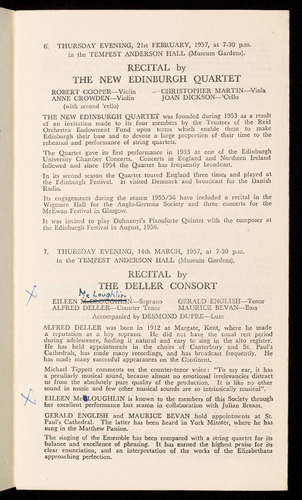 6. THURSDAY EVENING, 21st FEBRUARY, 1957, at 7-30 p.m.
in the TEMPEST ANDERSON HALL (Museum Gardens).
RECITAL by
THE NEW EDINBURGH QUARTET
ROBERT COOPER—Violin CHRISTOPHER MARTIN—Viola
ANNE CROWDEN—Violin JOAN DICKSON—'Cello
(with second 'cello)
THE NEW EDINBURGH QUARTET was founded during 1953 as a result
of an invitation made to its four members by the Trustees of the Reid
Orchestra Endowment Fund upon terms which enable them to make
Edinburgh their base and to devote a large proportion of their time to the
rehearsal and performance of string quartets.
The Quartet gave its first performance in 1953 at one of the Edinburgh
University Chamber Concerts. Concerts in England and Northern Ireland
followed and since 1954 the Quartet has frequently broadcast.
In its second season the Quartet toured England three times and played at
the Edinburgh Festival. It visited Denmark and broadcast for the Danish
Radio.
Its engagements during the season 1955/56 have included a recital in the
Wigmore Hall for the Anglo-German Society and three concerts for the
McEwan Festival in Glasgow.
It was invited to play Dohnanyi's Pianoforte Quintet with the composer at
the Edinburgh Festival in August, 1956.
7. THURSDAY EVENING, 14th MARCH, 1957, at 7-30 p.m.
in the TEMPEST ANDERSON HALL (Museum Gardens),
RECITAL by
THE DELLER CONSORT
Mc Loughlin
EILEEN McLOUGHLIN—Soprano GERALD ENGLISH—Tenor
ALFRED DELLER—Counter Tenor MAURICE BEVAN—Bass
Accompanied by DESMOND DUPRE—Lute
ALFRED DELLER was born in 1912 at Margate, Kent, where he made
a reputation as a boy soprano. He did not have the usual rest period
during adolescence, finding it natural and easy to sing in the alto register.
He has held appointments in the choirs of Canterbury and St. Paul's
Cathedrals, has made many recordings, and has broadcast frequently. He
has made many successful appearances on the Continent.
Michael Tippett comments on the counter-tenor voice: "To my ear, it has
a peculiarly musical sound, because almost no emotional irrelevancies distract
us from the absolutely pure quality of the production. It is like no other
sound in music and few other musical sounds are so intrinsically musical".
EILEEN McLOUGHLIN is known to the members of this Society through
her excellent performance last season in collaboration with Julian Bream.
GERALD ENGLISH and MAURICE BEVAN hold appointments at St.
Paul's Cathedral. The latter has been heard in York Minster, where he has
sung in the Matthew Passion.
The singing of the Ensemble has been compared with a string quartet for its
balance and excellence of phrasing. It has earned the highest praise for its
clear enunciation, and an interpretation of the works of the Elizabethans
approaching perfection.